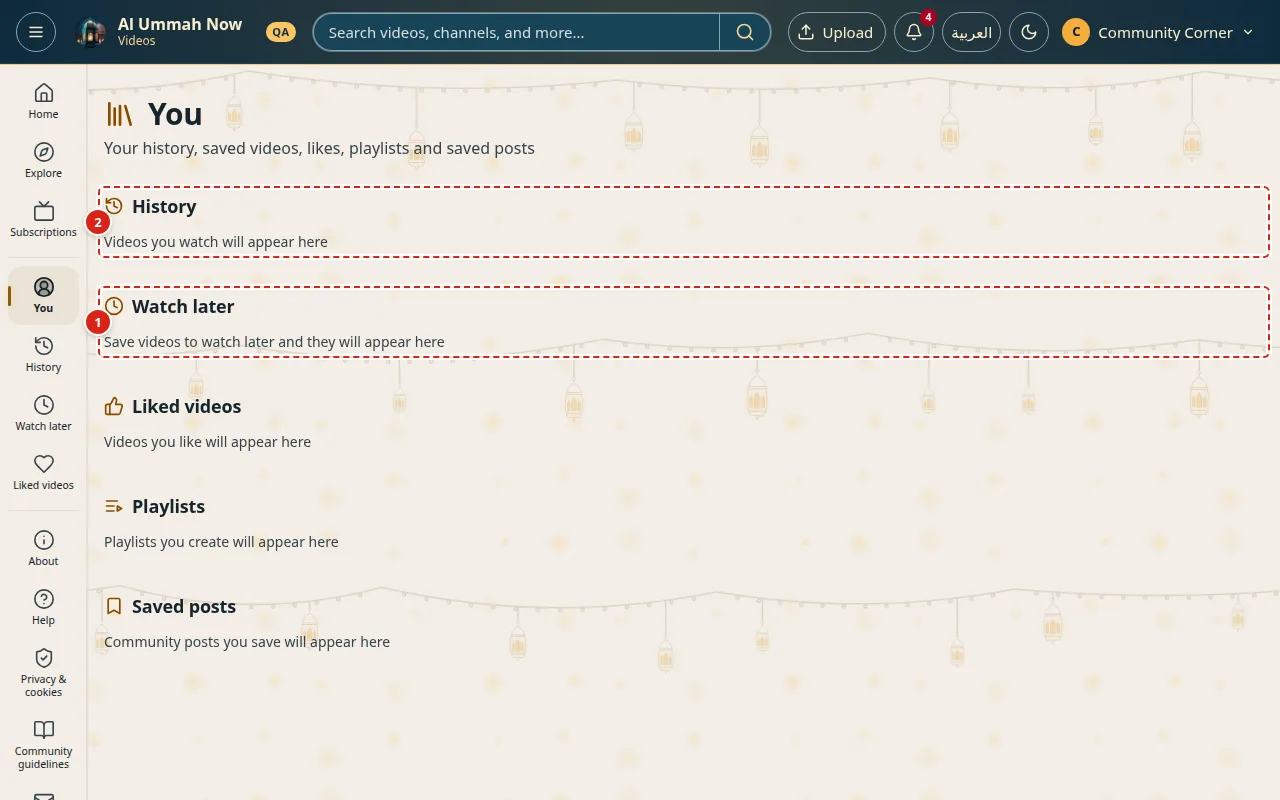 Al Ummah Now
Videos
QA
Search videos, channels, and more...
Upload
4
العربية
C
Community Corner
Home
Explore
Subscriptions
You
History
Watch later
Liked videos
About
Help
Privacy &
cookies
Community
guidelines
You
Your history, saved videos, likes, playlists and saved posts
2
History
Videos you watch will appear here
1
Watch later
Save videos to watch later and they will appear here
Liked videos
Videos you like will appear here
Playlists
Playlists you create will appear here
Saved posts
Community posts you save will appear here